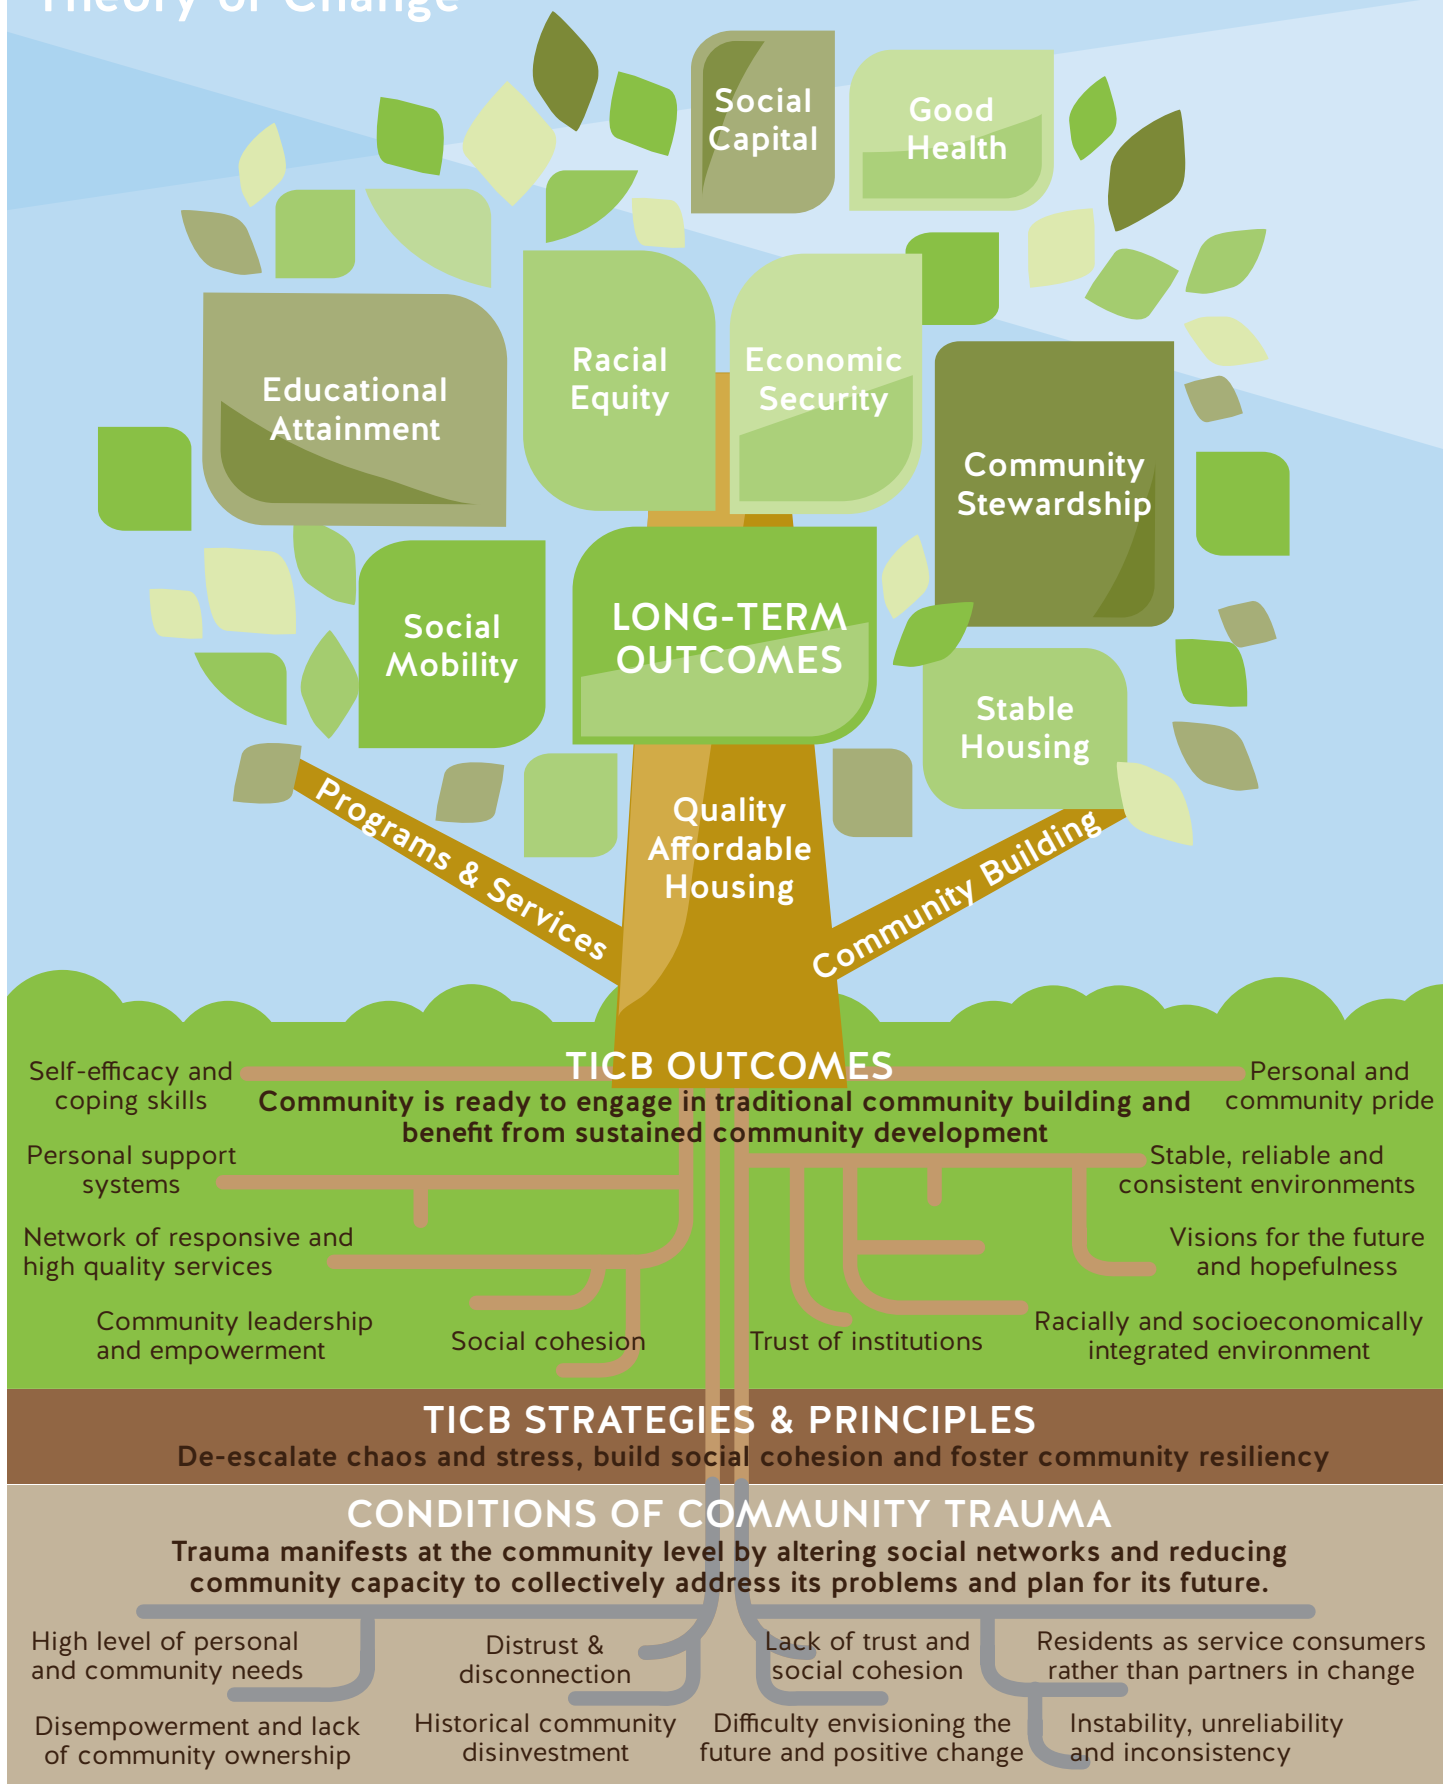 Theory of Change
Social
Capital
Good
Health
Racial
Equity
Economic
Security
Educational
Attainment
Community
Stewardship
LONG-TERM
OUTCOMES
Social
Mobility
Stable
Housing
Programs & Services
Quality
Affordable
Housing
Community Building
TICB OUTCOMES
Community is ready to engage in traditional community building and
benefit from sustained community development
Self-efficacy and
coping skills
Personal and
community pride
Personal support
systems
Stable, reliable and
consistent environments
Network of responsive and
high quality services
Visions for the future
and hopefulness
Community leadership
and empowerment
Social cohesion
Trust of institutions
Racially and socioeconomically
integrated environment
TICB STRATEGIES & PRINCIPLES
De-escalate chaos and stress, build social cohesion and foster community resiliency
CONDITIONS OF COMMUNITY TRAUMA
Trauma manifests at the community level by altering social networks and reducing
community capacity to collectively address its problems and plan for its future.
High level of personal
and community needs
Distrust &
disconnection
Lack of trust and
social cohesion
Residents as service consumers
rather than partners in change
Disempowerment and lack
of community ownership
Historical community
disinvestment
Difficulty envisioning the
future and positive change
Instability, unreliability
and inconsistency